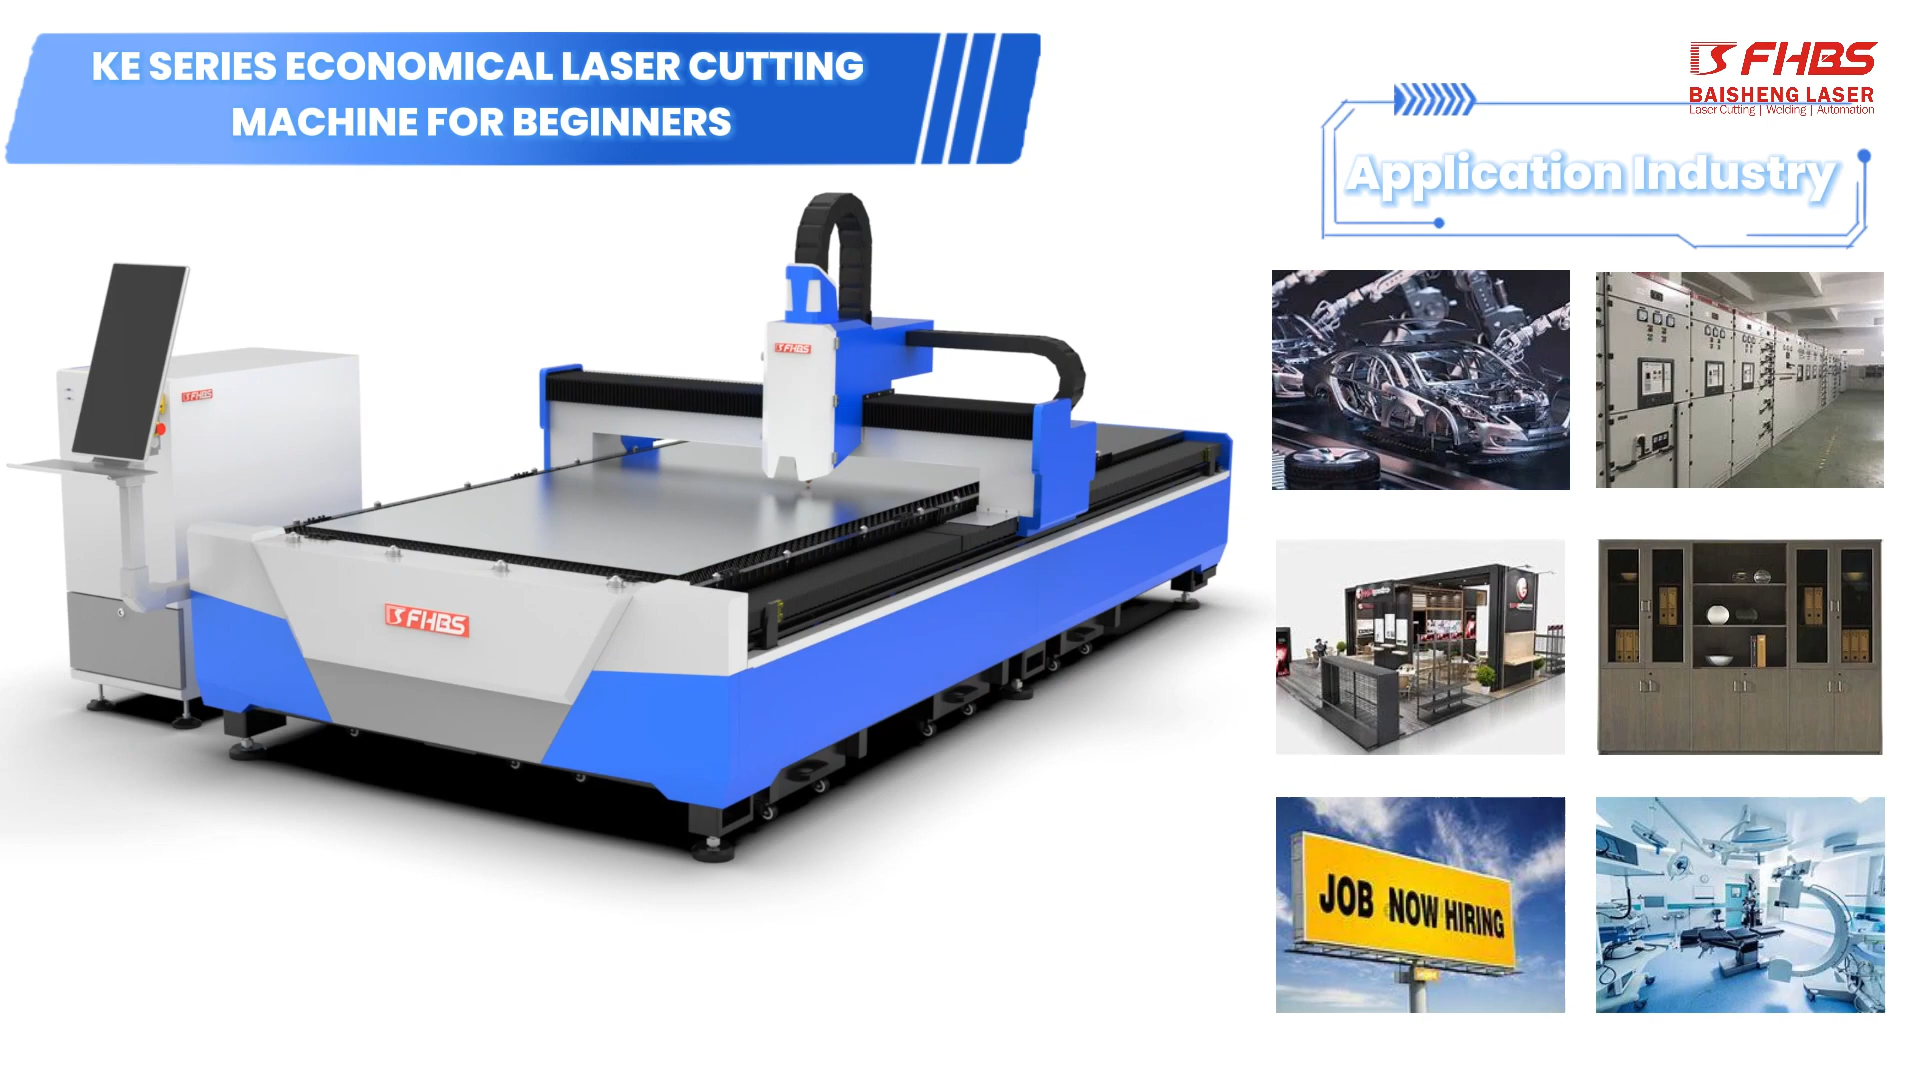 KE SERIES ECONOMICAL LASER CUTTING
MACHINE FOR BEGINNERS
FHBS
BAISHENG LASER
Laser Cutting | Welding | Automation
Application Industry
FHBS
FHBS
FHBS
JOB NOW HIRING